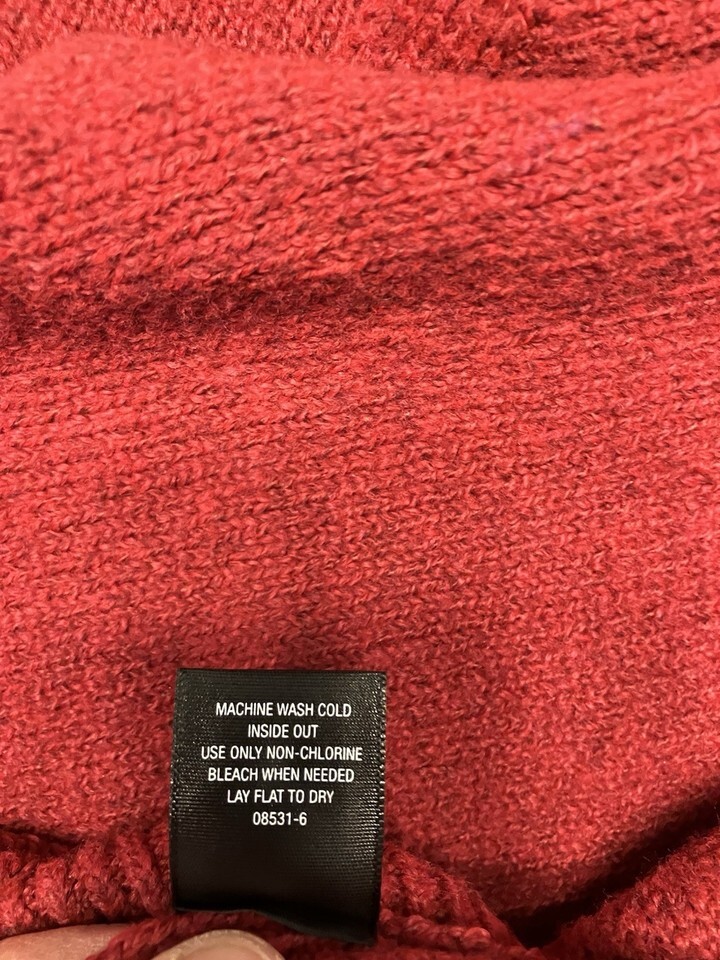 MACHINE WASH COLD
INSIDE OUT
USE ONLY NON-CHLORINE
BLEACH WHEN NEEDED
LAY FLAT TO DRY
08531-6